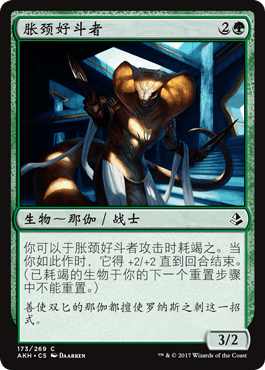 胀颈好斗者 2
生物～那伽／战士
你可以于胀颈好斗者攻击时耗竭之。当
你如此作时，它得 +2/+2 直到回合结束。
（已耗竭的生物于你的下一个重置步骤
中不能重置。）
善使双匕的那伽都擅使罗纳斯之刺这一招
式。
3/2
173/269 C
AKH • CS DAARKEN
™ & © 2017 Wizards of the Coast